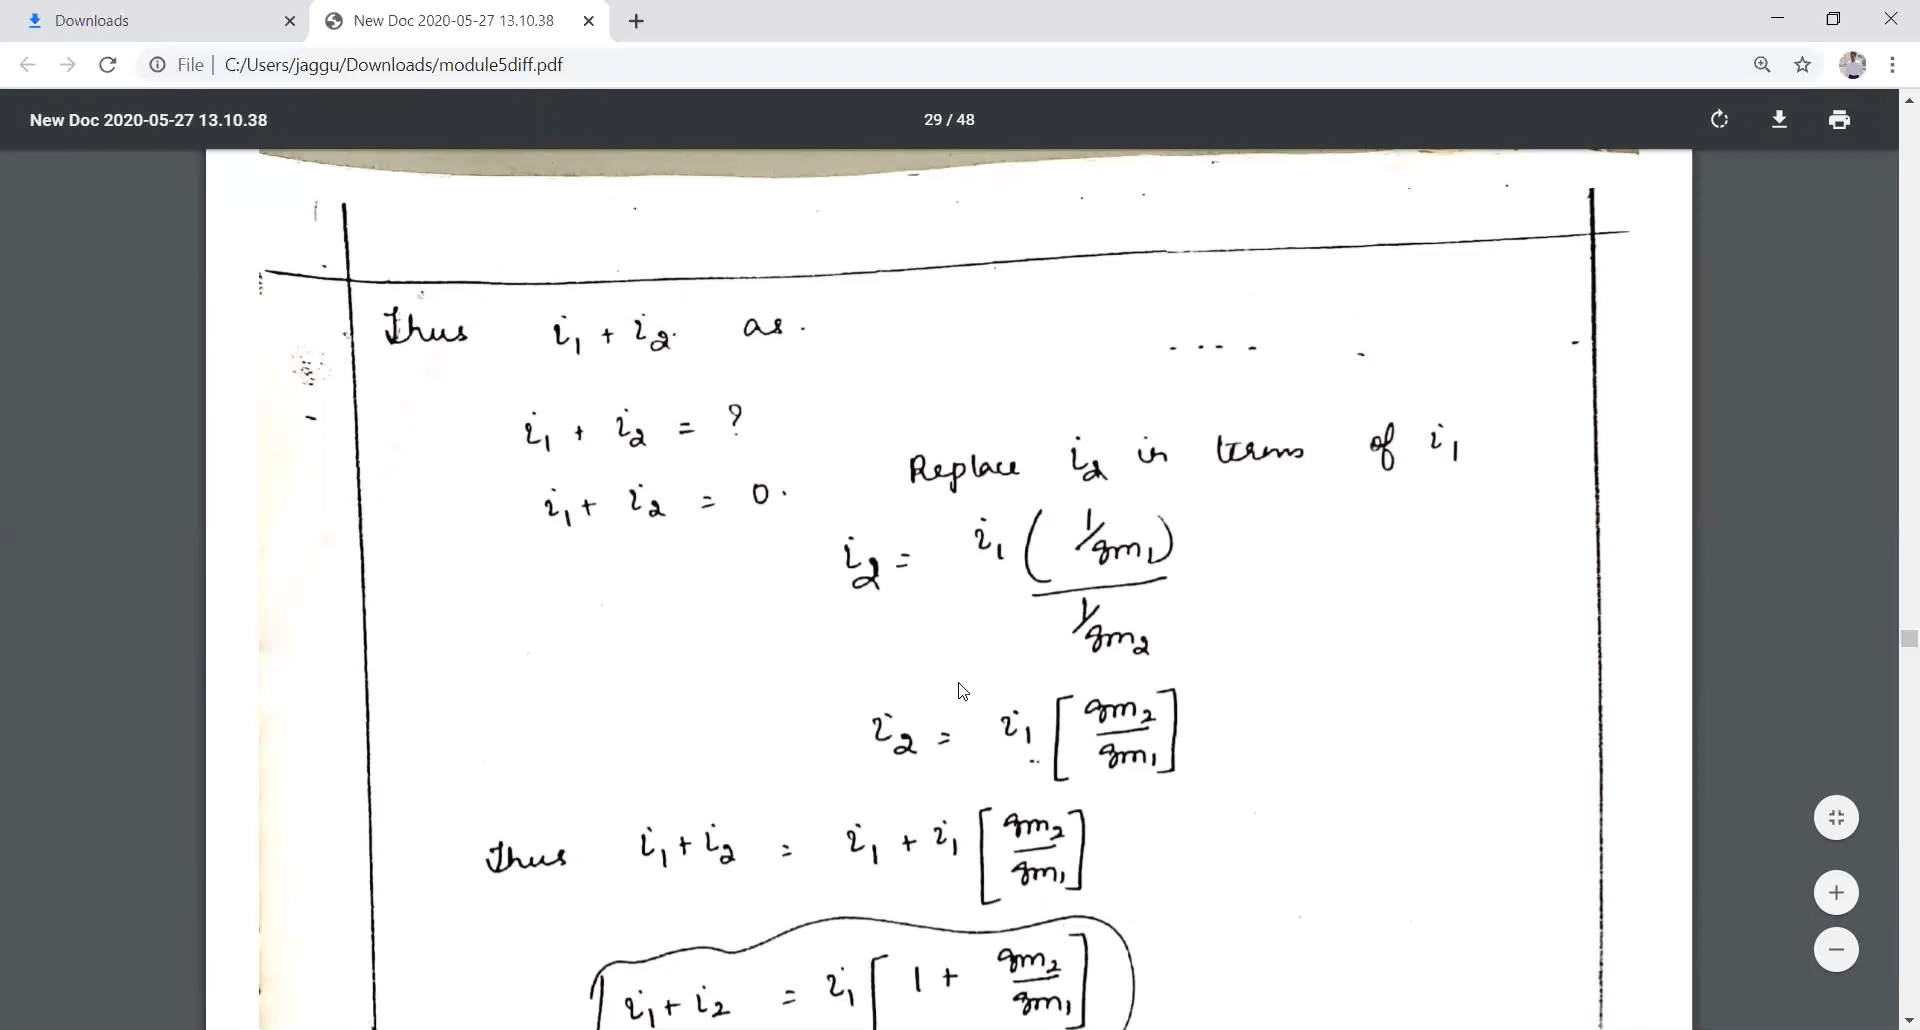 Downloads
New Doc 2020-05-27 13.10.38
File | C:/Users/jaggu/Downloads/module5diff.pdf
New Doc 2020-05-27 13.10.38
29 / 48
Thus i₁ + i₂ as.
i₁ + i₂ = ?
Replace i₂ in terms of i₁
i₁ + i₂ = 0.
i₂ = i₁ (1/gm₁) / 1/gm₂
i₂ = i₁ [gm₂ / gm₁]
Thus i₁ + i₂ = i₁ + i₁ [gm₂ / gm₁]
i₁ + i₂ = i₁ [1 + gm₂ / gm₁]